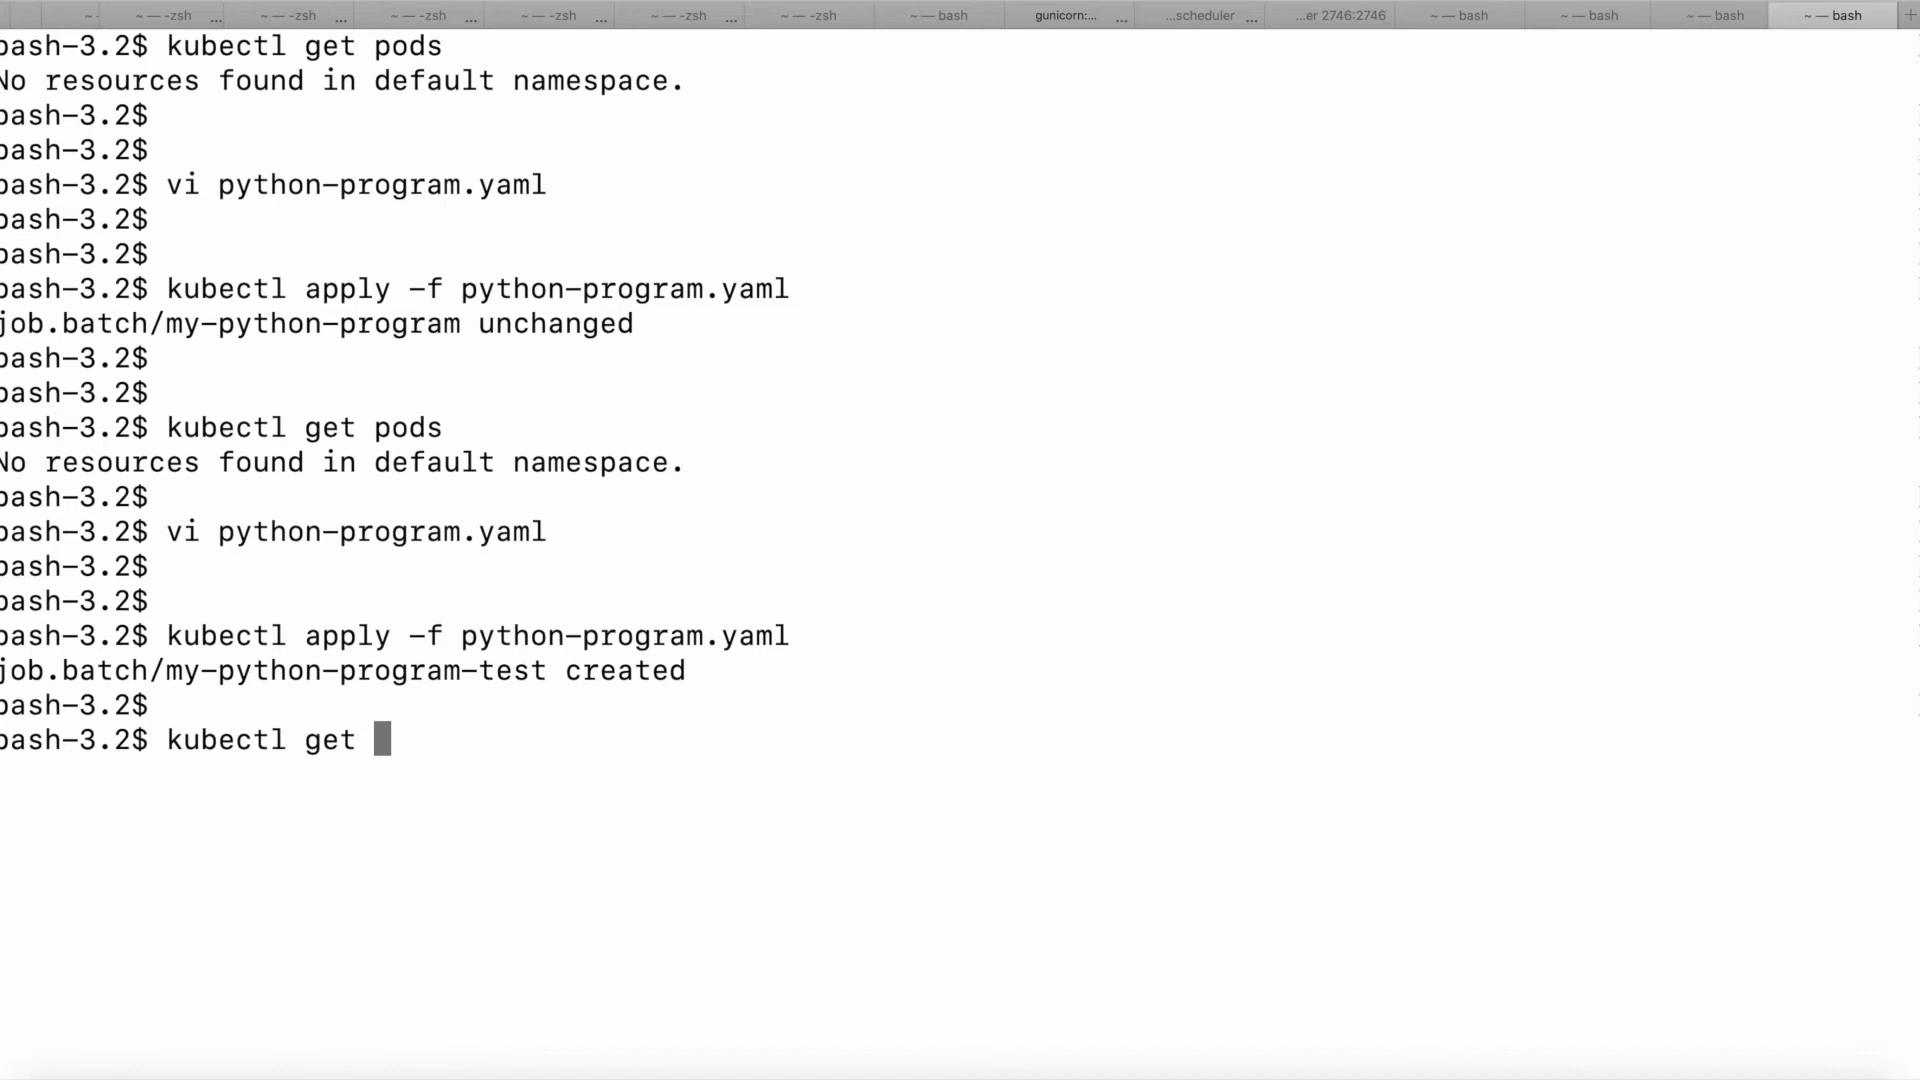 ~ — -zsh ... ~ — -zsh ... ~ — -zsh ... ~ — -zsh ... ~ — -zsh ... ~ — -zsh ~ — bash gunicorn:... ... ...scheduler ... ...er 2746:2746 ~ — bash ~ — bash ~ — bash ~ — bash +
bash-3.2$ kubectl get pods
No resources found in default namespace.
bash-3.2$
bash-3.2$
bash-3.2$ vi python-program.yaml
bash-3.2$
bash-3.2$
bash-3.2$ kubectl apply -f python-program.yaml
job.batch/my-python-program unchanged
bash-3.2$
bash-3.2$
bash-3.2$ kubectl get pods
No resources found in default namespace.
bash-3.2$
bash-3.2$ vi python-program.yaml
bash-3.2$
bash-3.2$
bash-3.2$ kubectl apply -f python-program.yaml
job.batch/my-python-program-test created
bash-3.2$
bash-3.2$ kubectl get